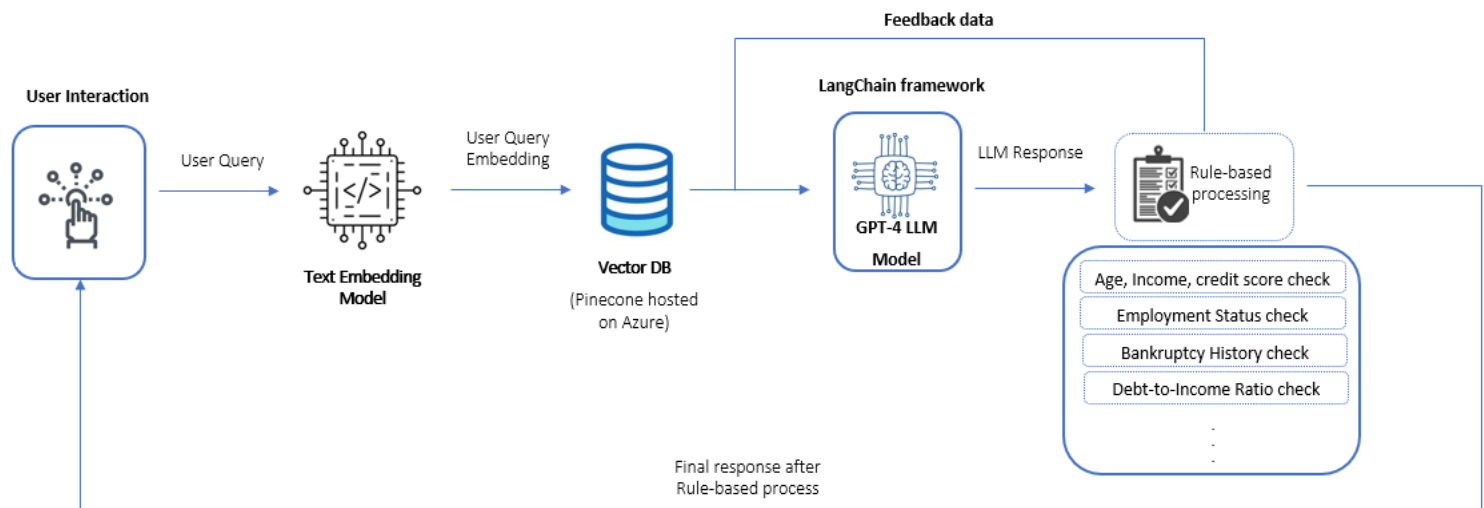 Feedback data
User Interaction
LangChain framework
User Query
User Query
Embedding
LLM Response
Rule-based
processing
</>
GPT-4 LLM
Model
Text Embedding
Model
Vector DB
(Pinecone hosted
on Azure)
Age, Income, credit score check
Employment Status check
Bankruptcy History check
Debt-to-Income Ratio check
.
.
.
Final response after
Rule-based process